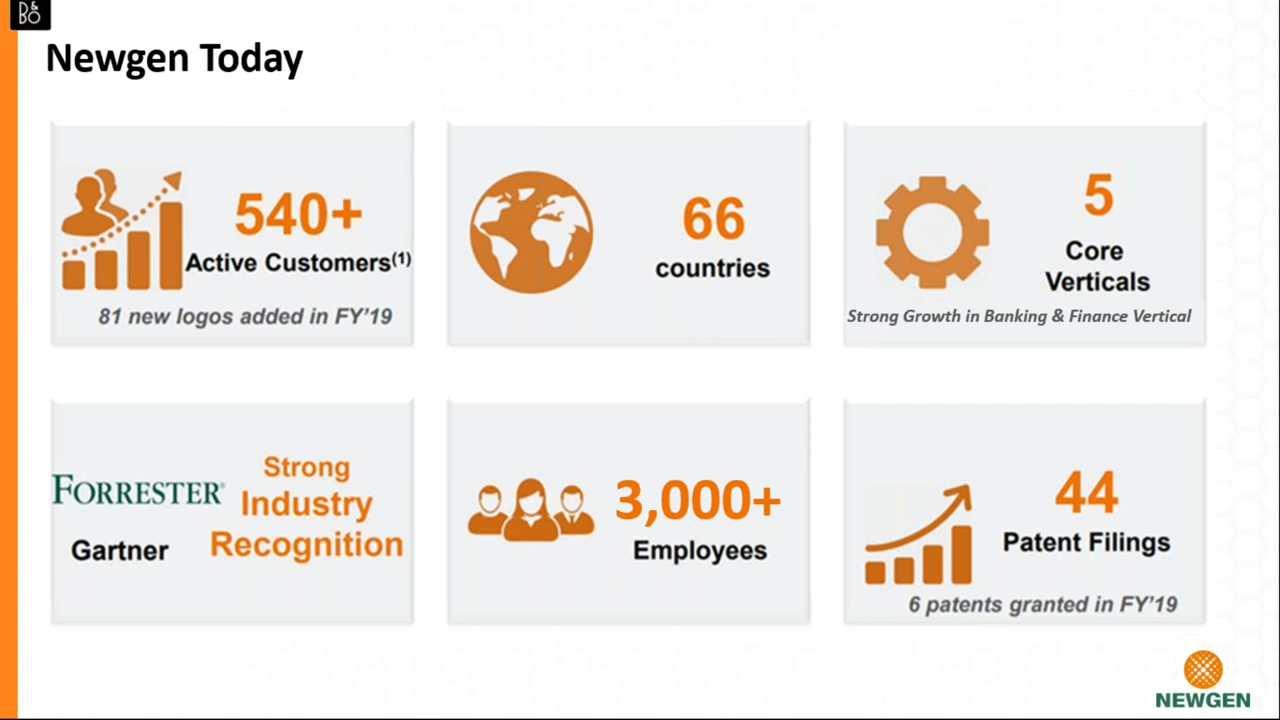 B&O
Newgen Today
540+
Active Customers(1)
81 new logos added in FY’19
66
countries
5
Core
Verticals
Strong Growth in Banking & Finance Vertical
FORRESTER®
Gartner
Strong
Industry
Recognition
3,000+
Employees
44
Patent Filings
6 patents granted in FY’19
NEWGEN